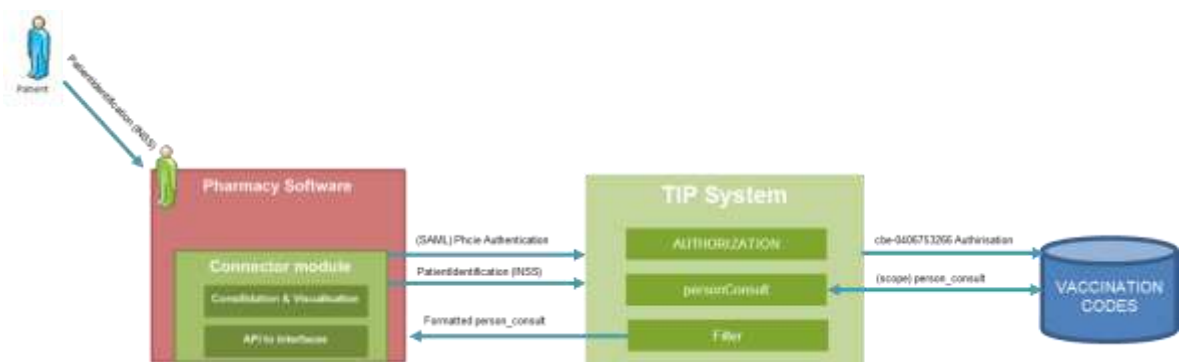 Patient
PatientIdentification (INSS)
Pharmacy Software
Connector module
Consolidation & Visualisation
API to Interfaces
(SAML) Phcie Authentication
PatientIdentification (INSS)
Formatted person_consult
TIP System
AUTHORIZATION
personConsult
Filter
cbe-0406753266 Authirisation
(scope) person_consult
VACCINATION
CODES